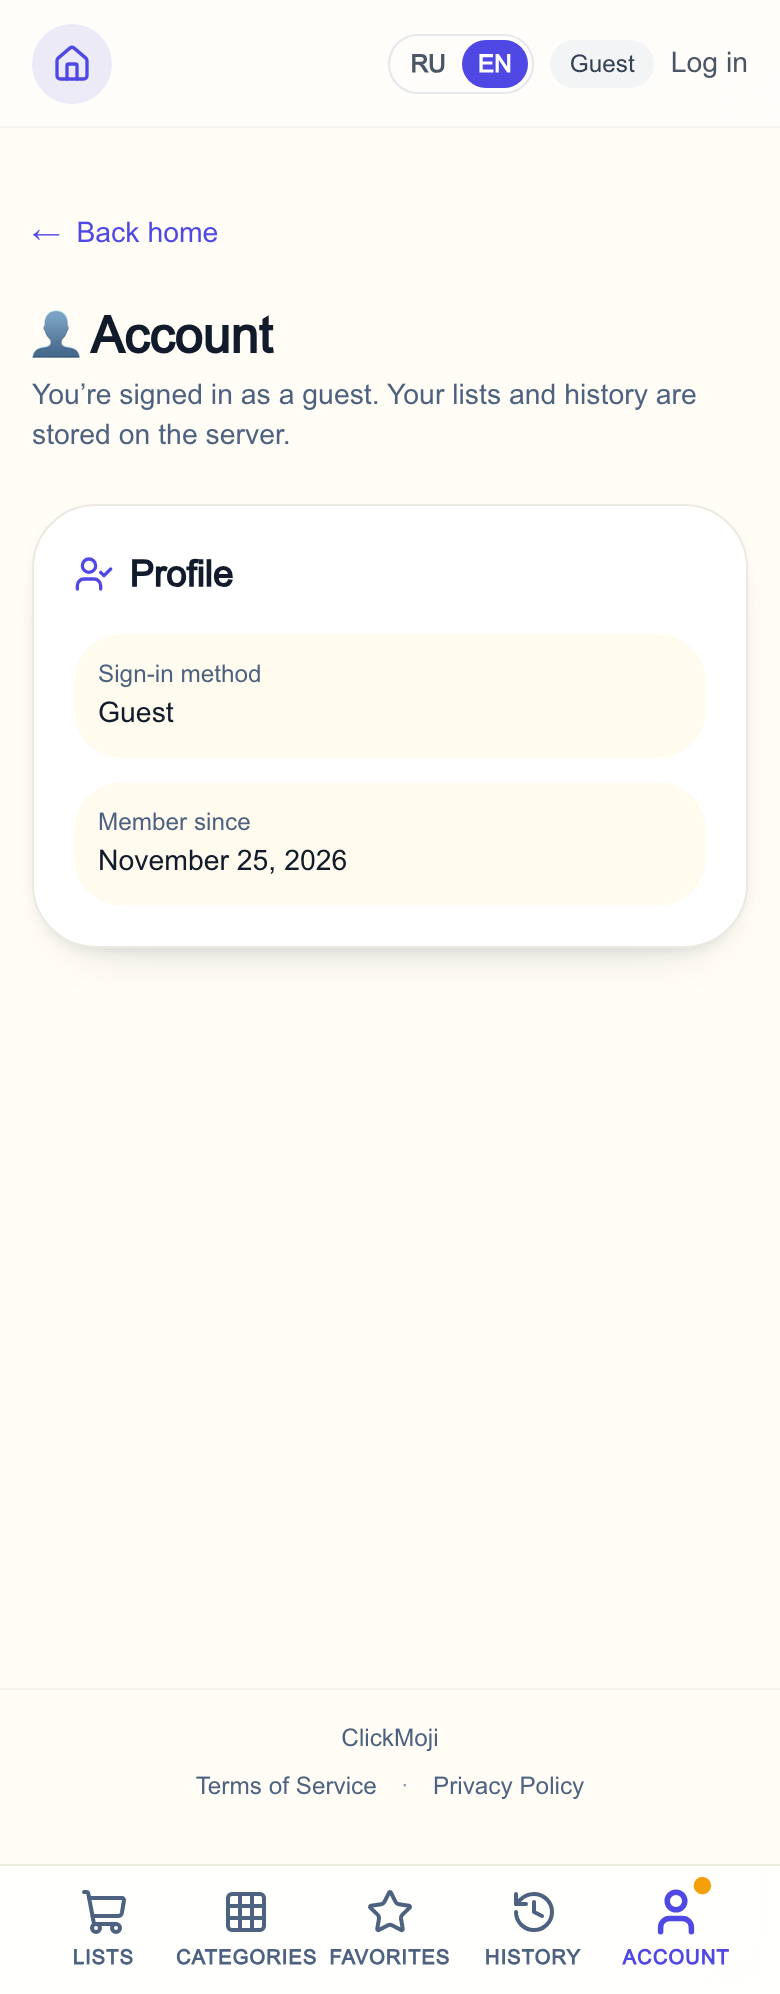 RU EN Guest Log in
← Back home
Account
You’re signed in as a guest. Your lists and history are
stored on the server.
Profile
Sign-in method
Guest
Member since
November 25, 2026
ClickMoji
Terms of Service · Privacy Policy
LISTS CATEGORIES FAVORITES HISTORY ACCOUNT